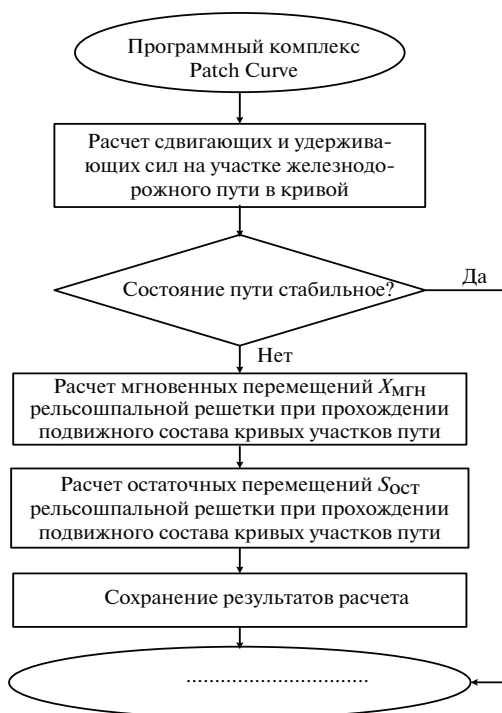 Программный комплекс
Patch Curve
Расчет сдвигающих и удержива-
ющих сил на участке железнодо-
рожного пути в кривой
Состояние пути стабильное?
Да
Нет
Расчет мгновенных перемещений Xмгн
рельсошпальной решетки при прохождении
подвижного состава кривых участков пути
Расчет остаточных перемещений Sост
рельсошпальной решетки при прохождении
подвижного состава кривых участков пути
Сохранение результатов расчета
................................